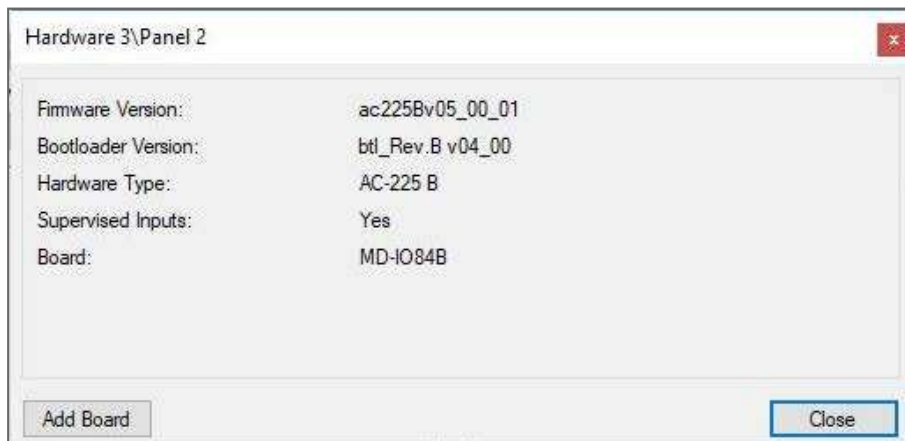 Hardware 3\Panel 2
x
Firmware Version: ac225Bv05_00_01
Bootloader Version: btl_Rev.B v04_00
Hardware Type: AC-225 B
Supervised Inputs: Yes
Board: MD-IO84B
Add Board Close